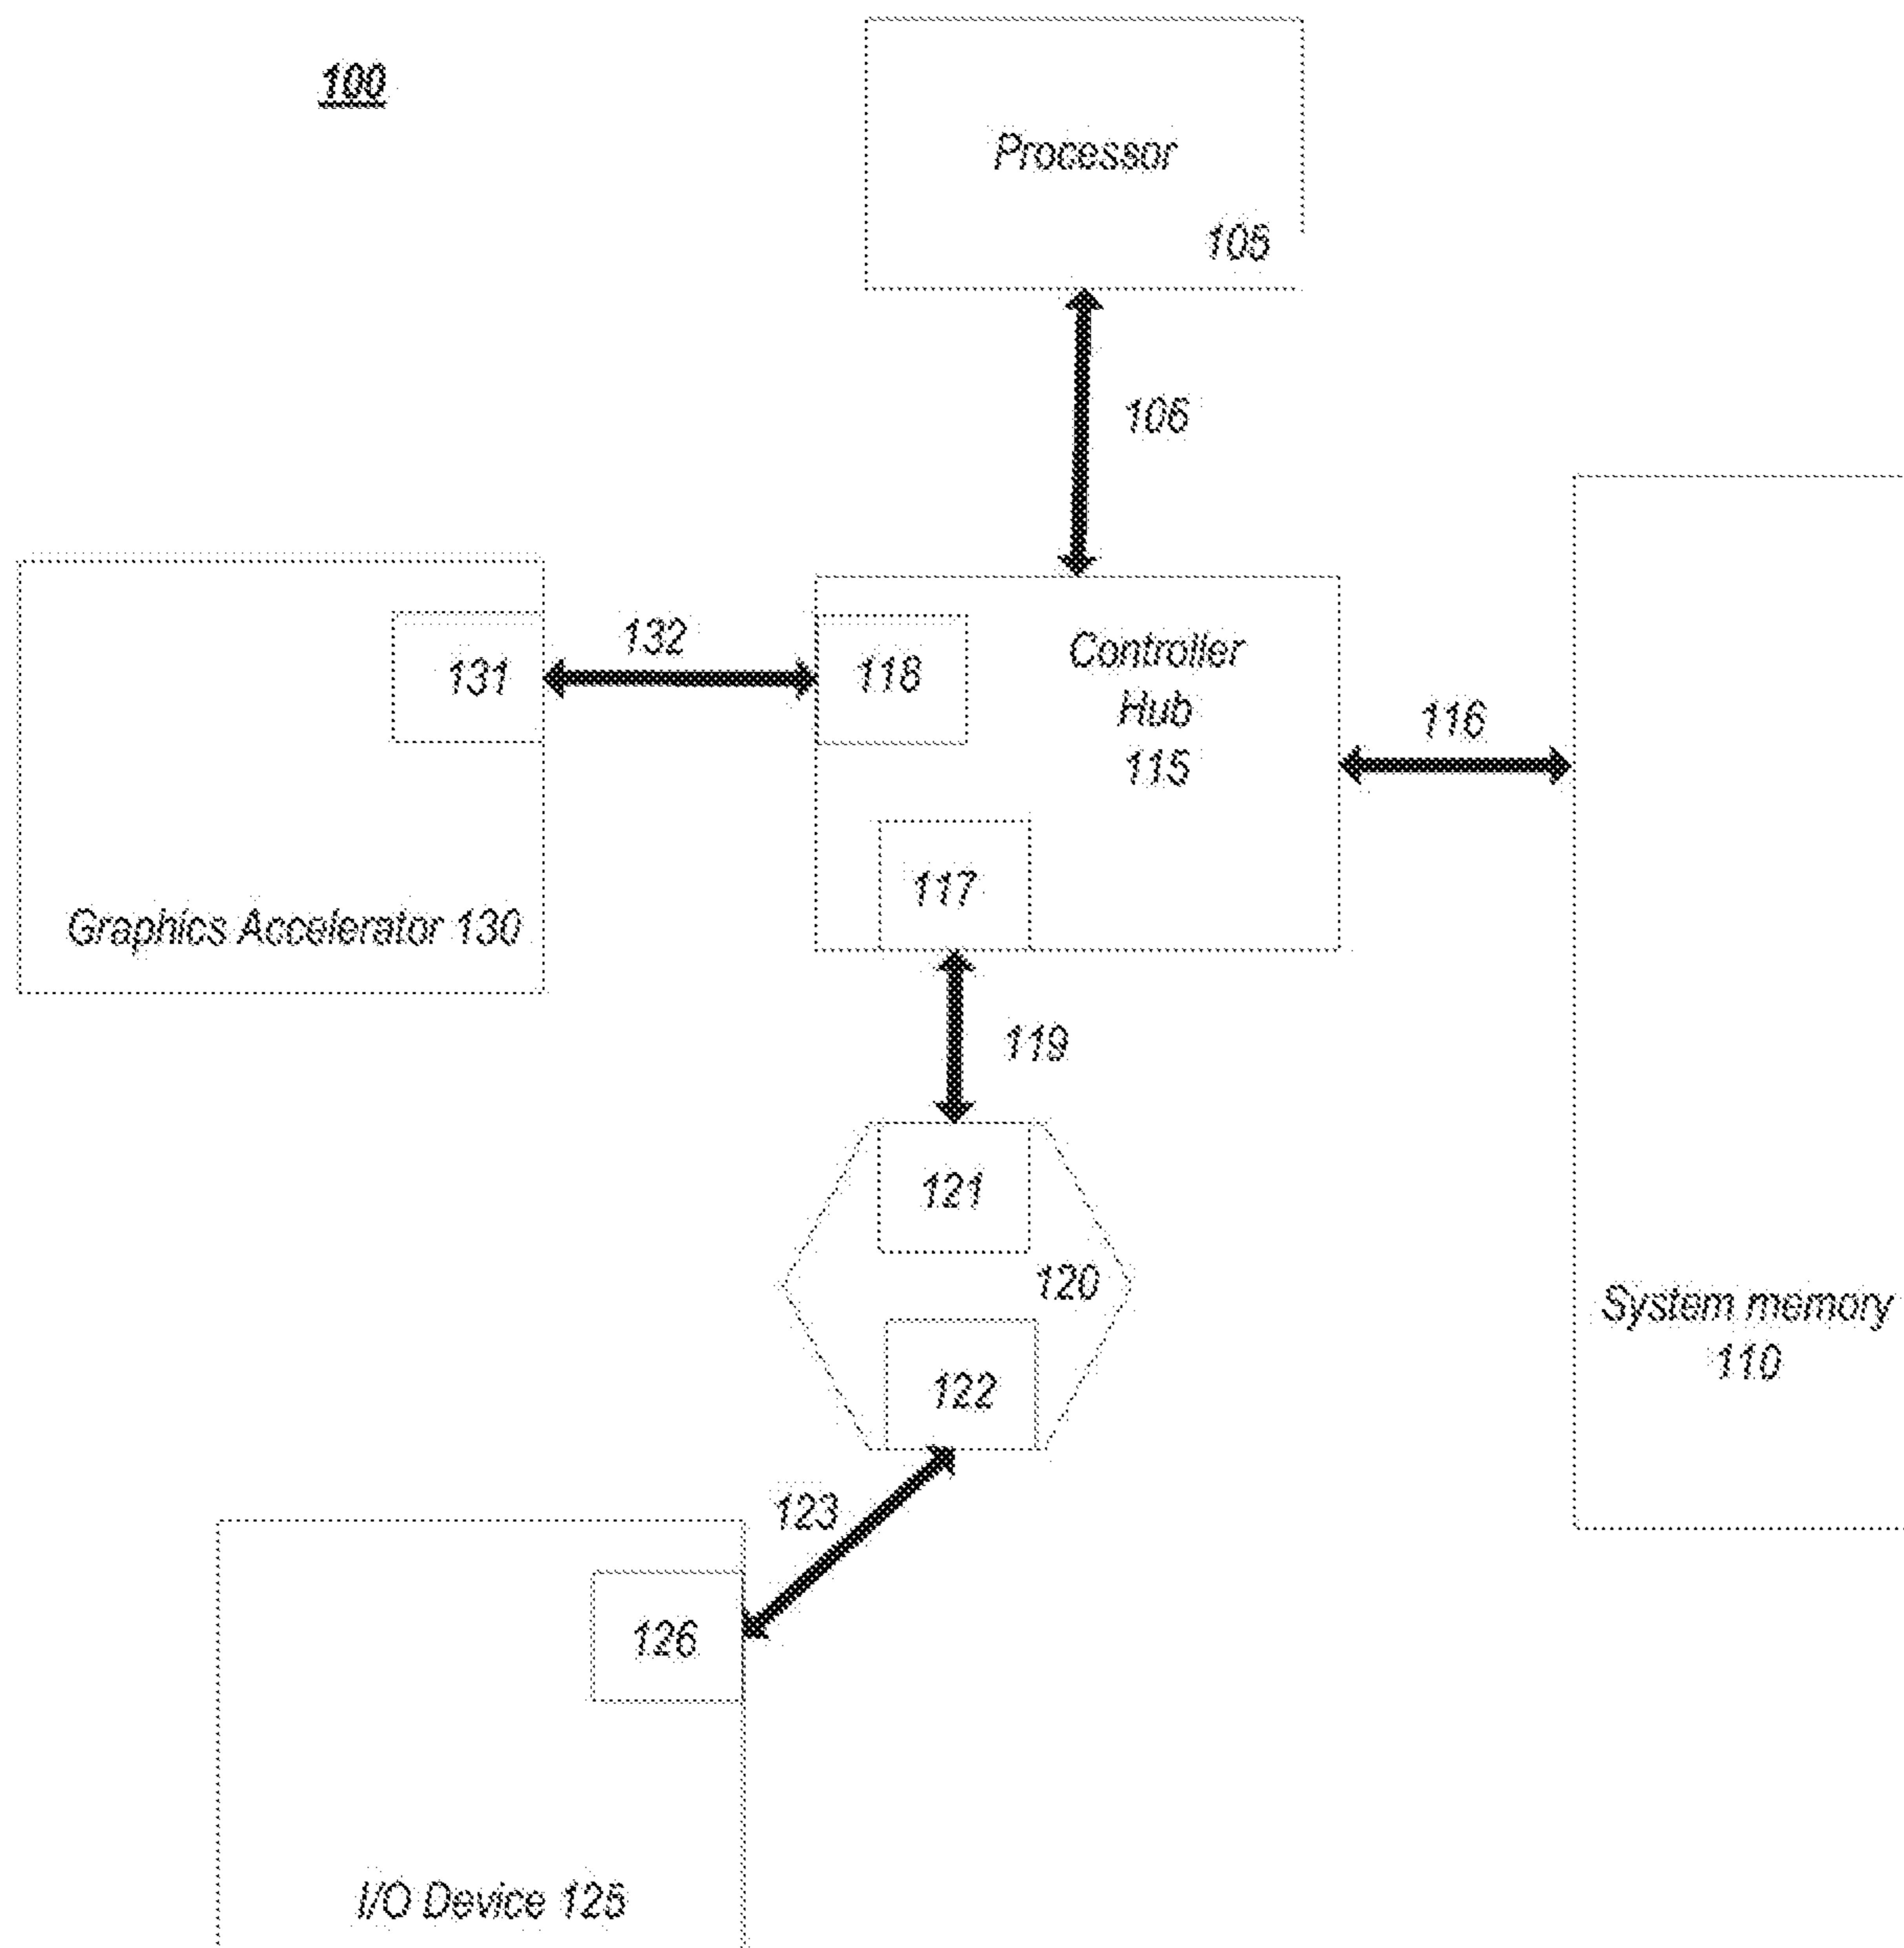 100
Processor
105
106
132
131
118
Controller
Hub
115
116
117
Graphics Accelerator 130
119
121
120
System memory
110
122
123
126
I/O Device 125